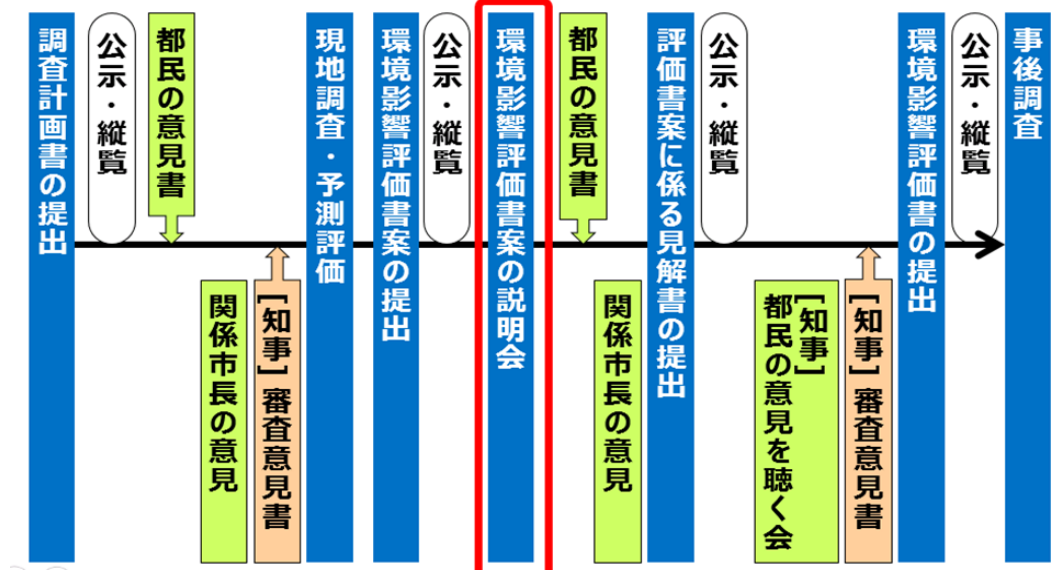 調査計画書の提出
公示・縦覧
都民の意見書
関係市長の意見
［知事］審査意見書
現地調査・予測評価
環境影響評価書案の提出
公示・縦覧
環境影響評価書案の説明会
都民の意見書
関係市長の意見
評価書案に係る見解書の提出
公示・縦覧
［知事］
都民の意見を聴く会
［知事］審査意見書
環境影響評価書の提出
公示・縦覧
事後調査